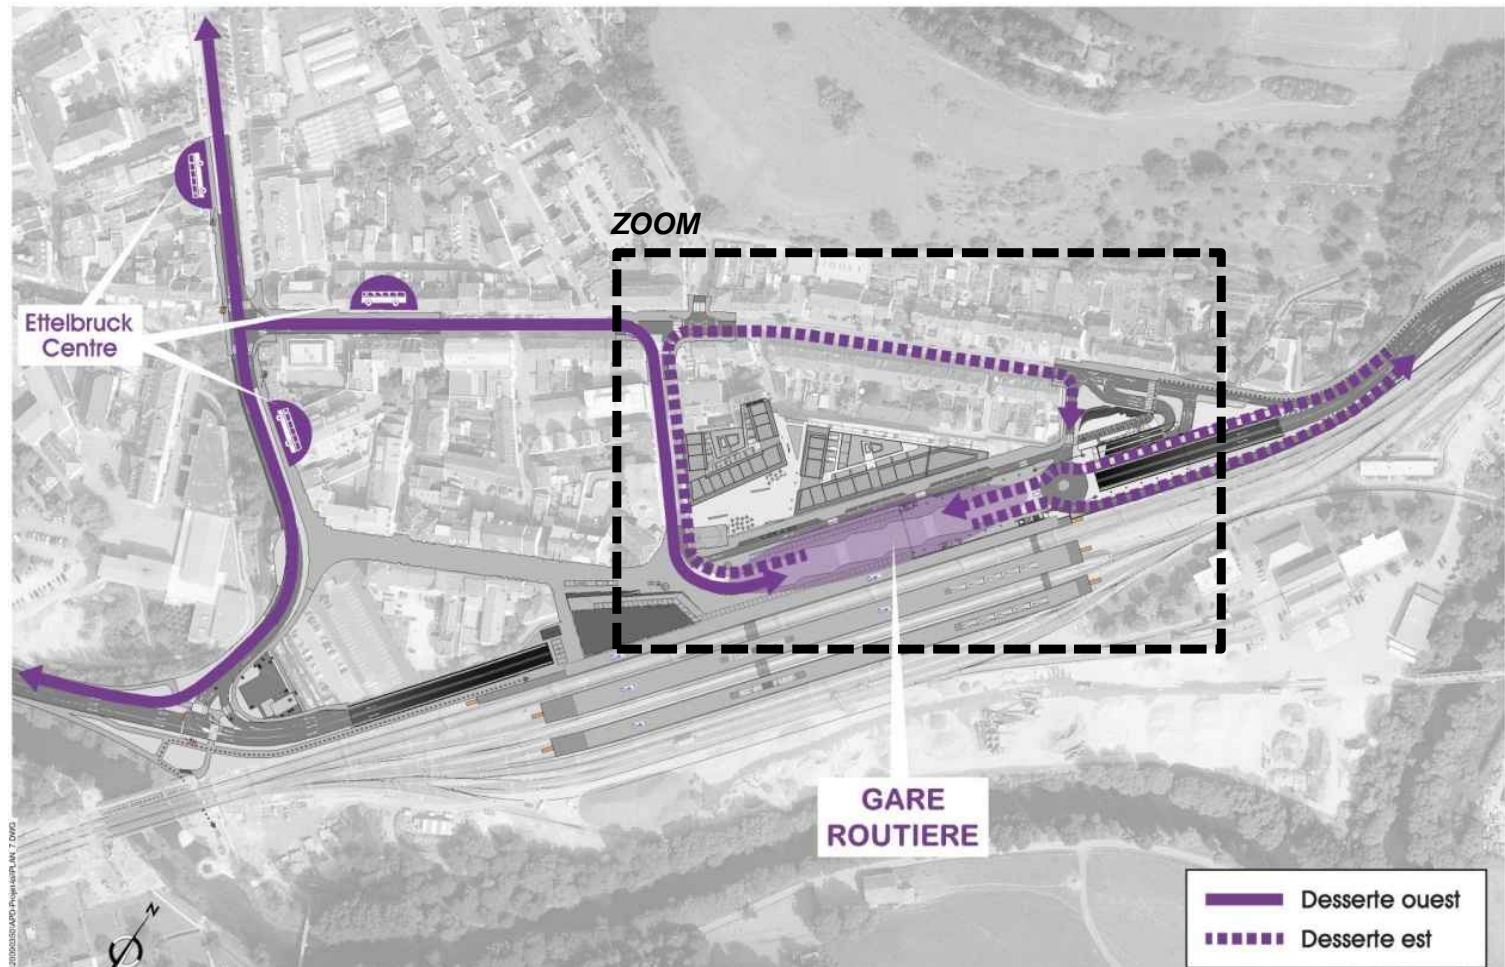 ZOOM
Ettelbruck
Centre
GARE
ROUTIERE
Desserte ouest
Desserte est
N